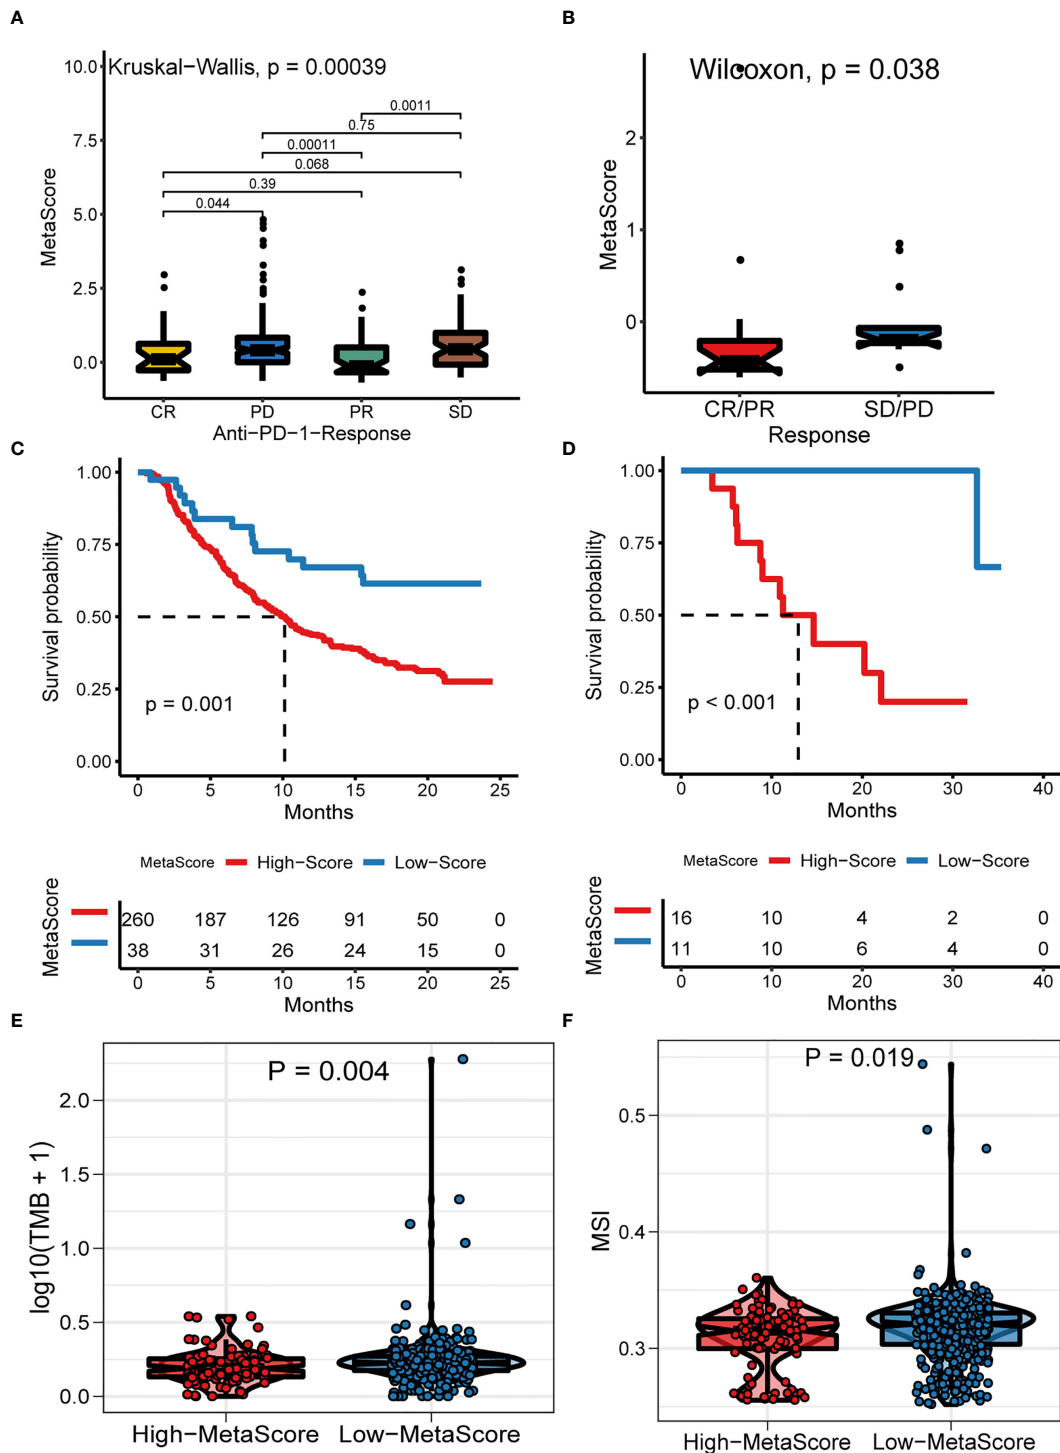 A
Kruskal−Wallis, p = 0.00039
10.0
7.5
5.0
2.5
0.0
MetaScore
0.0011
0.75
0.00011
0.068
0.39
0.044
CR
PD
PR
SD
Anti−PD−1−Response
B
Wilcoxon, p = 0.038
2
1
0
MetaScore
CR/PR
SD/PD
Response
C
1.00
0.75
0.50
0.25
0.00
Survival probability
p = 0.001
0 5 10 15 20 25
Months
MetaScore High−Score Low−Score
MetaScore
260 187 126 91 50 0
38 31 26 24 15 0
0 5 10 15 20 25
Months
D
1.00
0.75
0.50
0.25
0.00
Survival probability
p < 0.001
0 10 20 30 40
Months
MetaScore High−Score Low−Score
MetaScore
16 10 4 2 0
11 10 6 4 0
0 10 20 30 40
Months
E
P = 0.004
2.0
1.5
1.0
0.5
0.0
log10(TMB + 1)
High−MetaScore Low−MetaScore
F
P = 0.019
0.5
0.4
0.3
MSI
High−MetaScore Low−MetaScore